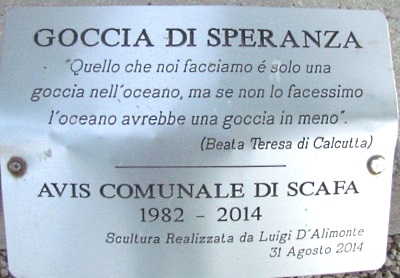 GOCCIA DI SPERANZA
"Quello che noi facciamo é solo una
goccia nell'oceano, ma se non lo facessimo
l'oceano avrebbe una goccia in meno".
(Beata Teresa di Calcutta)
AVIS COMUNALE DI SCAFA
1982 - 2014
Scultura Realizzata da Luigi D'Alimonte
31 Agosto 2014